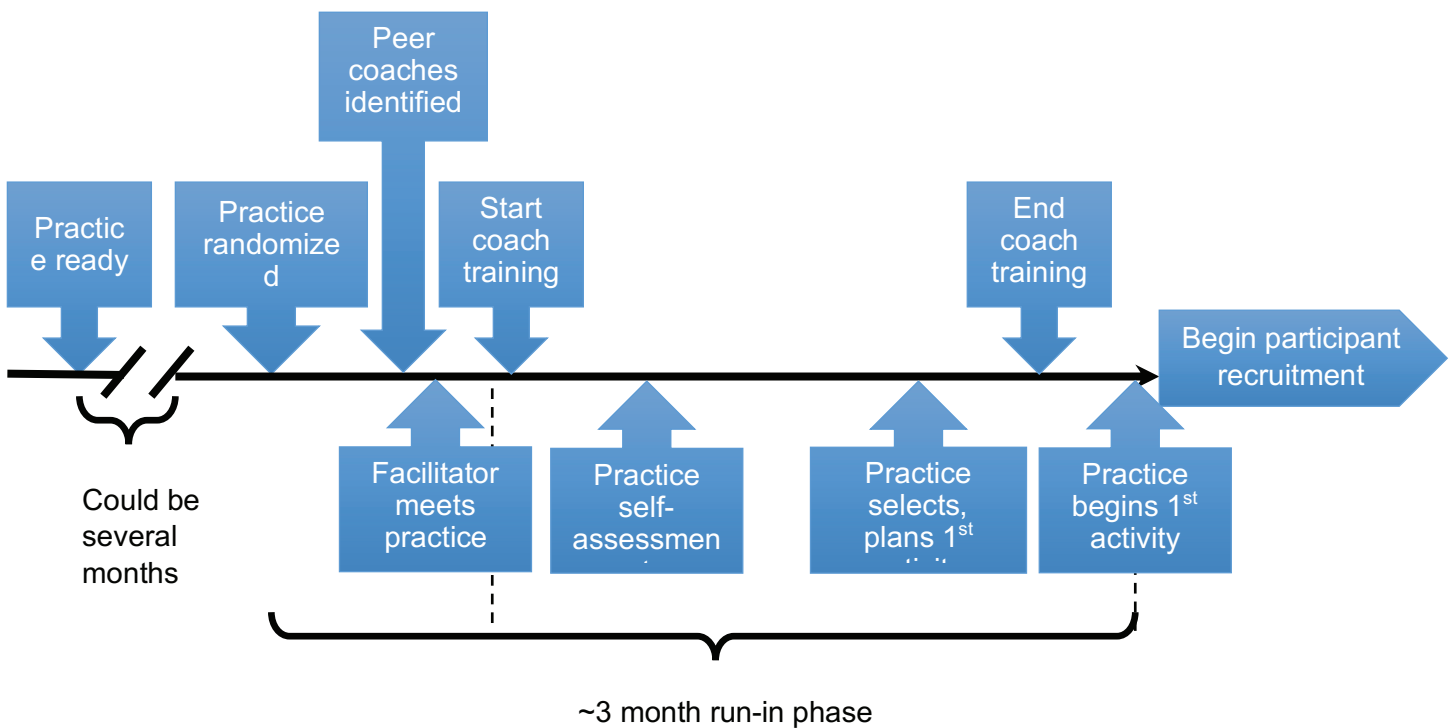 Peer
coaches
identified
Practic
e ready
Practice
randomize
d
Start
coach
training
End
coach
training
Begin participant
recruitment
Facilitator
meets
practice
Practice
self-
assessmen
Practice
selects,
plans 1st
Practice
begins 1st
activity
Could be
several
months
~3 month run-in phase